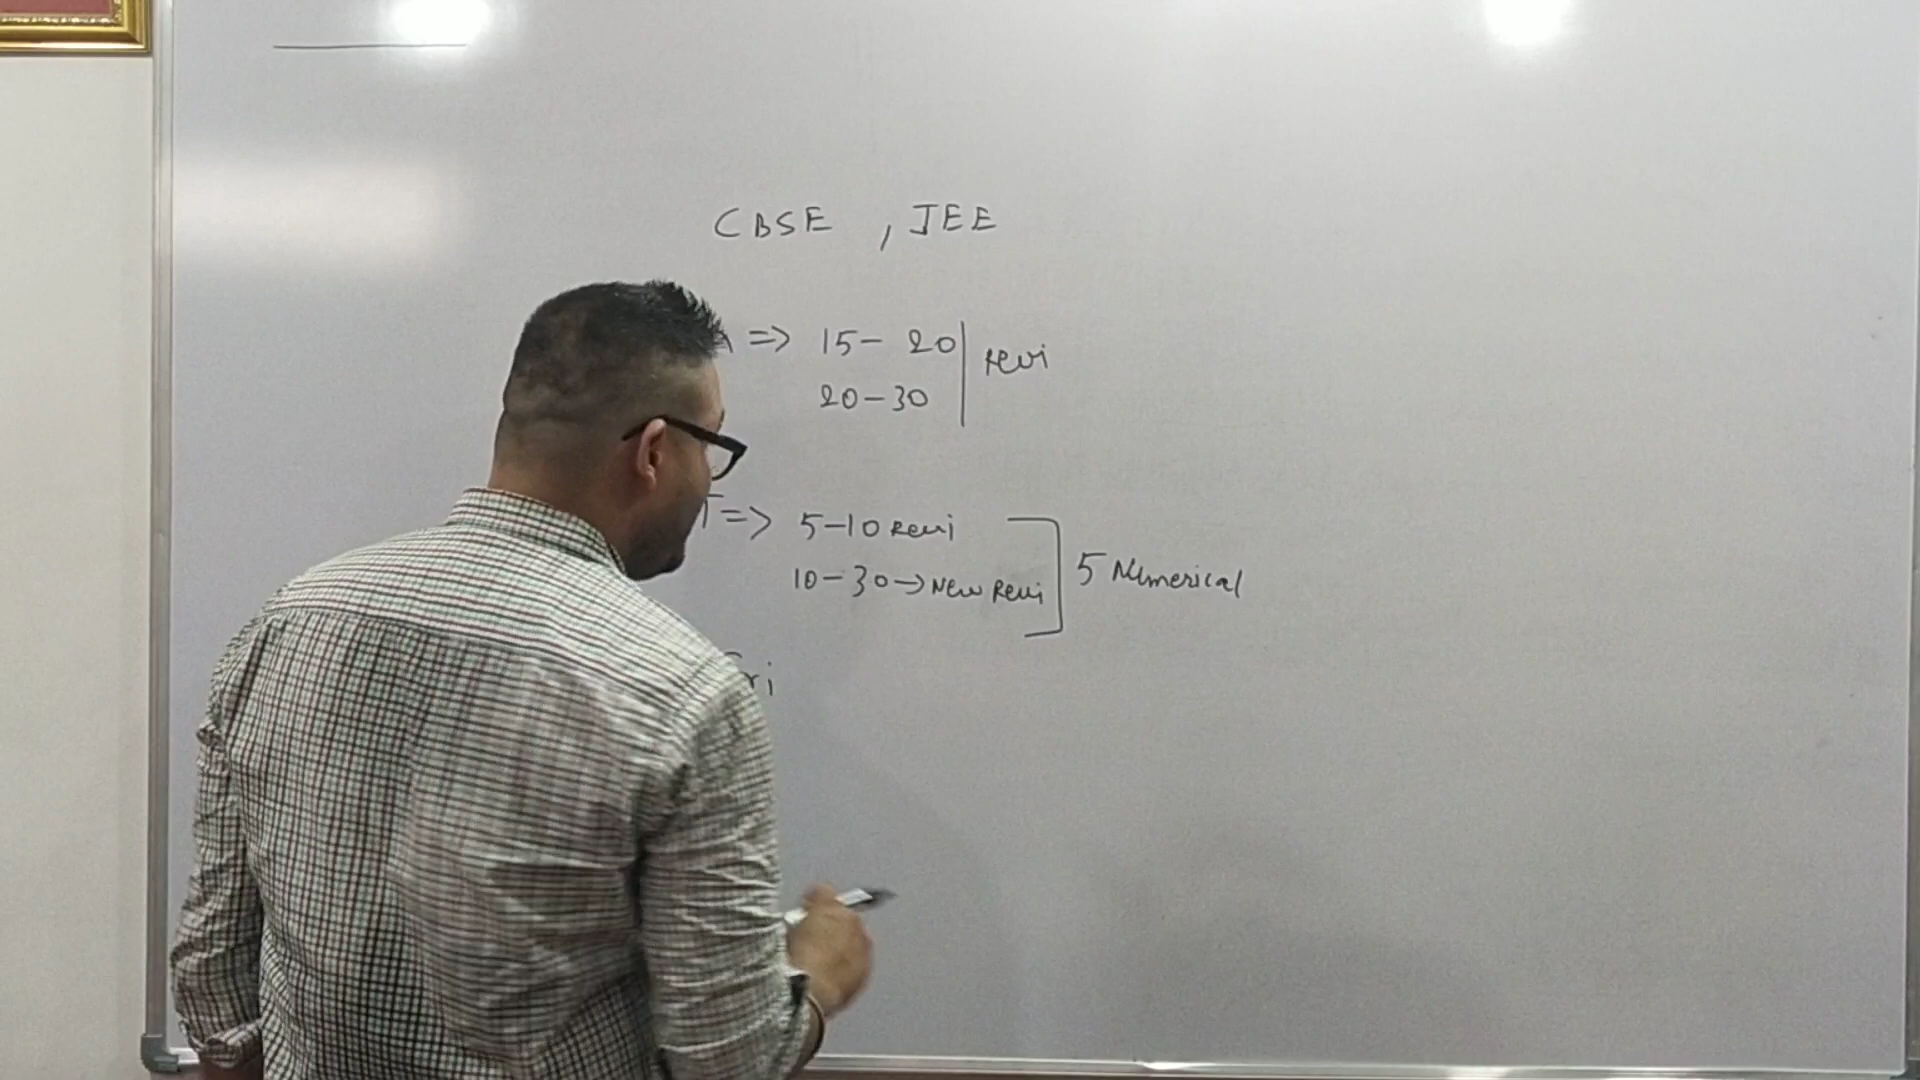 CBSE , JEE
=> 15- 20 revi
20-30
T=> 5-10 Revi
10-30->New Revi
5 Numerical